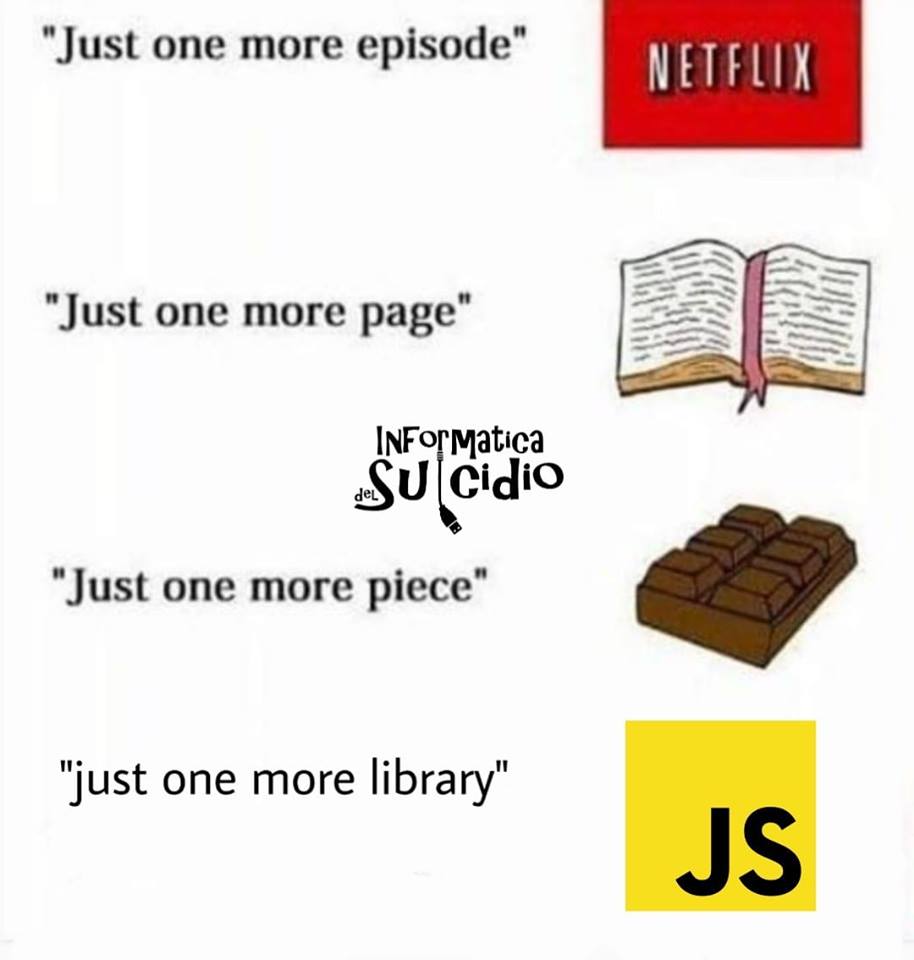 "Just one more episode"
NETFLIX
"Just one more page"
INFormatica
del Suicidio
"Just one more piece"
"just one more library"
JS